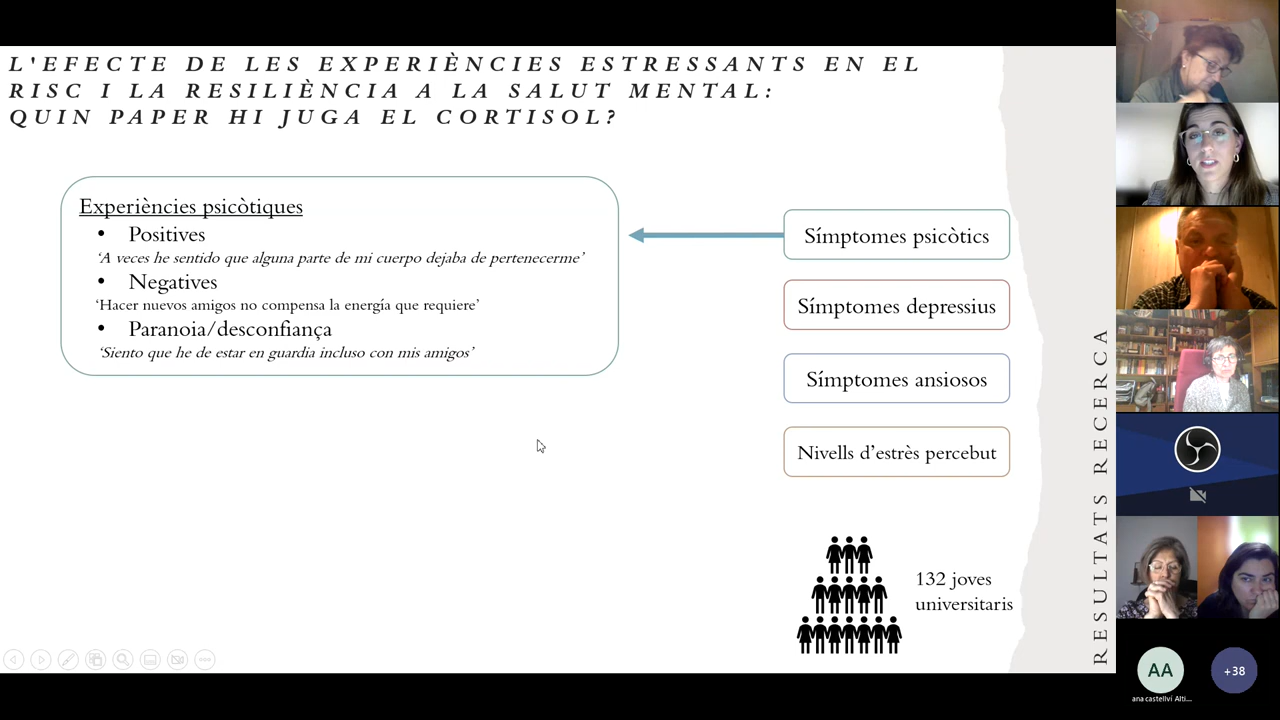 L'EFECTE DE LES EXPERIÈNCIES ESTRESSANTS EN EL
RISC I LA RESILIÈNCIA A LA SALUT MENTAL:
QUIN PAPER HI JUGA EL CORTISOL?
Experiències psicòtiques
• Positives
‘A veces he sentido que alguna parte de mi cuerpo dejaba de pertenecerme’
• Negatives
‘Hacer nuevos amigos no compensa la energía que requiere’
• Paranoia/desconfiança
‘Siento que he de estar en guardia incluso con mis amigos’
Símptomes psicòtics
Símptomes depressius
Símptomes ansiosos
Nivells d’estrès percebut
132 joves
universitaris
RESULTATS RECERCA
AA
ana castellví Alti...
+38